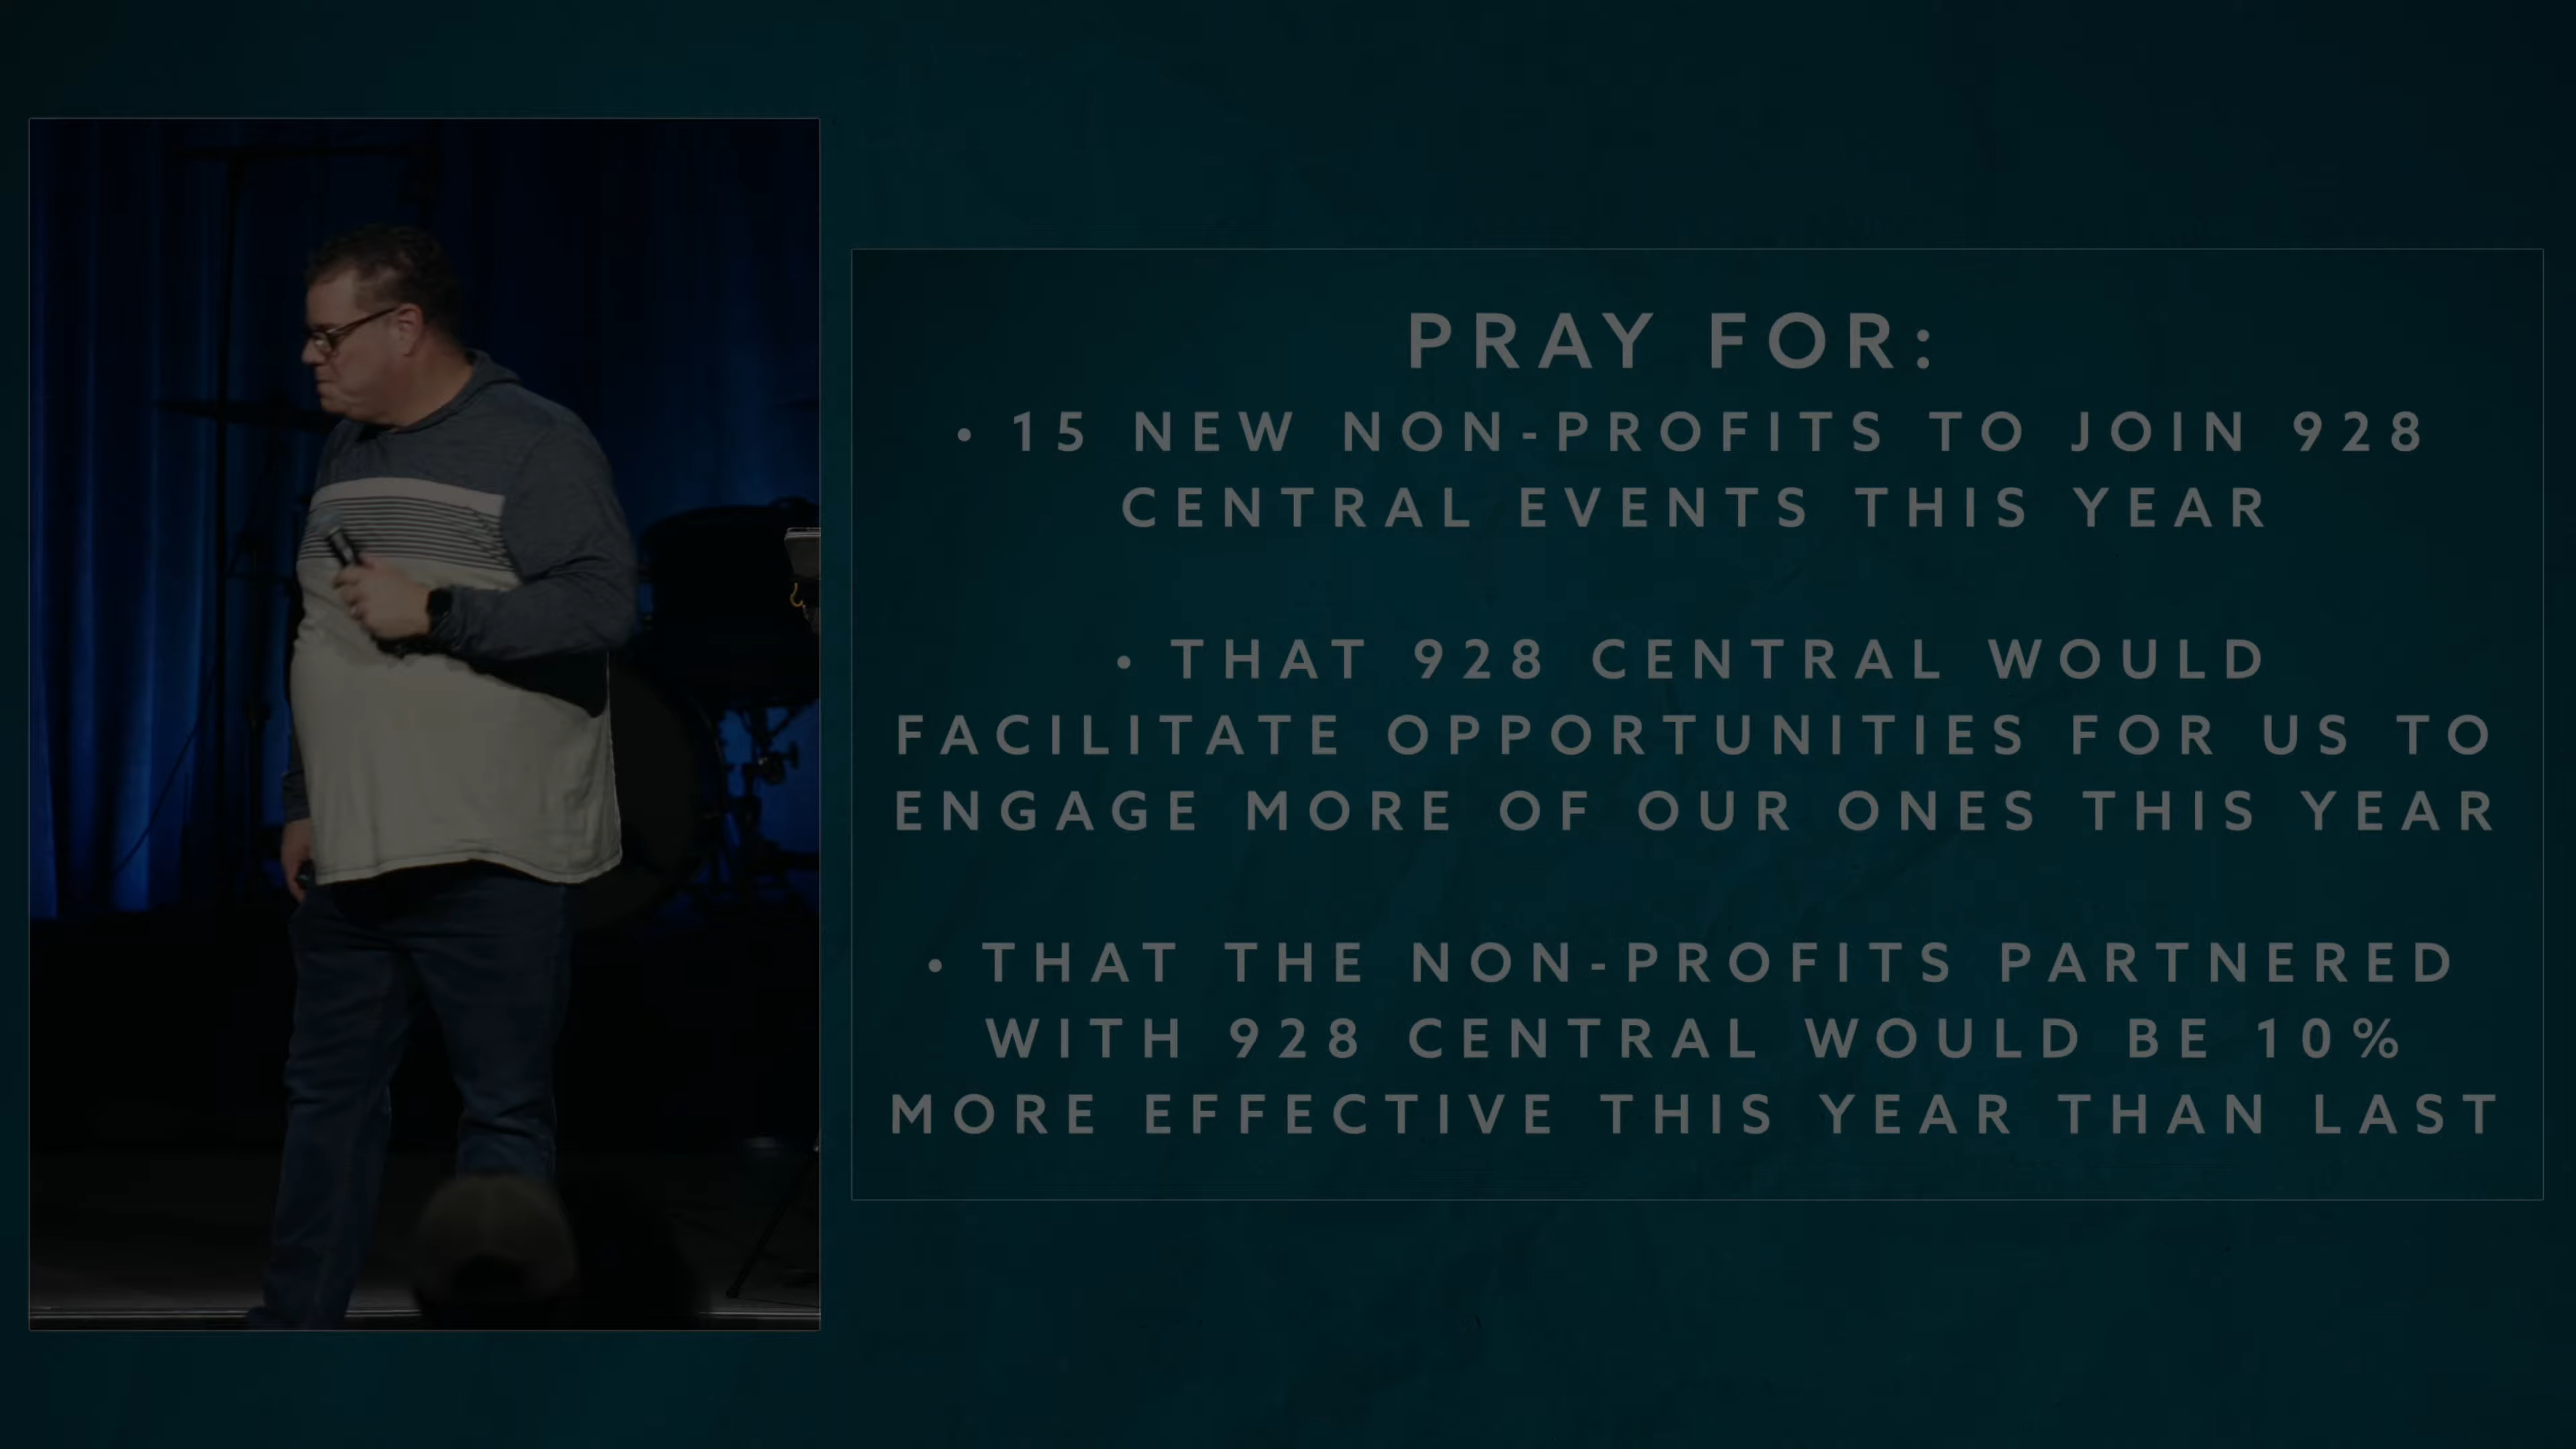 PRAY FOR:
• 15 NEW NON-PROFITS TO JOIN 928
CENTRAL EVENTS THIS YEAR
• THAT 928 CENTRAL WOULD
FACILITATE OPPORTUNITIES FOR US TO
ENGAGE MORE OF OUR ONES THIS YEAR
• THAT THE NON-PROFITS PARTNERED
WITH 928 CENTRAL WOULD BE 10%
MORE EFFECTIVE THIS YEAR THAN LAST